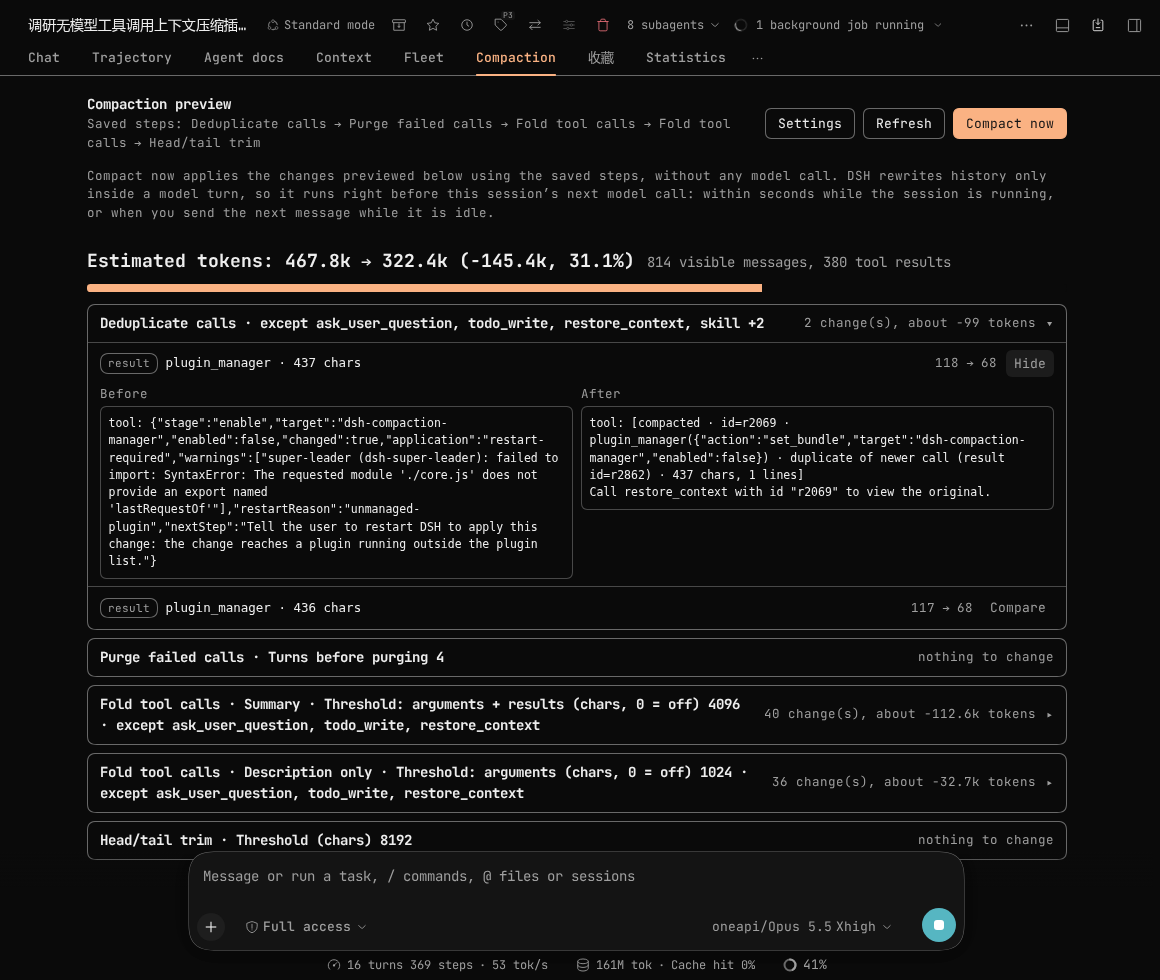 调研无模型工具调用上下文压缩插… Standard mode P3 8 subagents 1 background job running
Chat Trajectory Agent docs Context Fleet Compaction 收藏 Statistics ···
Compaction preview
Saved steps: Deduplicate calls → Purge failed calls → Fold tool calls → Fold tool
calls → Head/tail trim
Settings Refresh Compact now
Compact now applies the changes previewed below using the saved steps, without any model call. DSH rewrites history only
inside a model turn, so it runs right before this session’s next model call: within seconds while the session is running,
or when you send the next message while it is idle.
Estimated tokens: 467.8k → 322.4k (-145.4k, 31.1%) 814 visible messages, 380 tool results
Deduplicate calls · except ask_user_question, todo_write, restore_context, skill +2 2 change(s), about -99 tokens ▾
result plugin_manager · 437 chars 118 → 68 Hide
Before After
tool: {"stage":"enable","target":"dsh-compaction-
manager","enabled":false,"changed":true,"application":"restart-
required","warnings":["super-leader (dsh-super-leader): failed to
import: SyntaxError: The requested module './core.js' does not
provide an export named
'lastRequestOf'"],"restartReason":"unmanaged-
plugin","nextStep":"Tell the user to restart DSH to apply this
change: the change reaches a plugin running outside the plugin
list."}
tool: [compacted · id=r2069 ·
plugin_manager({"action":"set_bundle","target":"dsh-compaction-
manager","enabled":false}) · duplicate of newer call (result
id=r2862) · 437 chars, 1 lines]
Call restore_context with id "r2069" to view the original.
result plugin_manager · 436 chars 117 → 68 Compare
Purge failed calls · Turns before purging 4 nothing to change
Fold tool calls · Summary · Threshold: arguments + results (chars, 0 = off) 4096
· except ask_user_question, todo_write, restore_context
40 change(s), about -112.6k tokens ▸
Fold tool calls · Description only · Threshold: arguments (chars, 0 = off) 1024 ·
except ask_user_question, todo_write, restore_context
36 change(s), about -32.7k tokens ▸
Head/tail trim · Threshold (chars) 8192 nothing to change
Message or run a task, / commands, @ files or sessions
Full access oneapi/Opus 5.5 Xhigh
16 turns 369 steps · 53 tok/s 161M tok · Cache hit 0% 41%